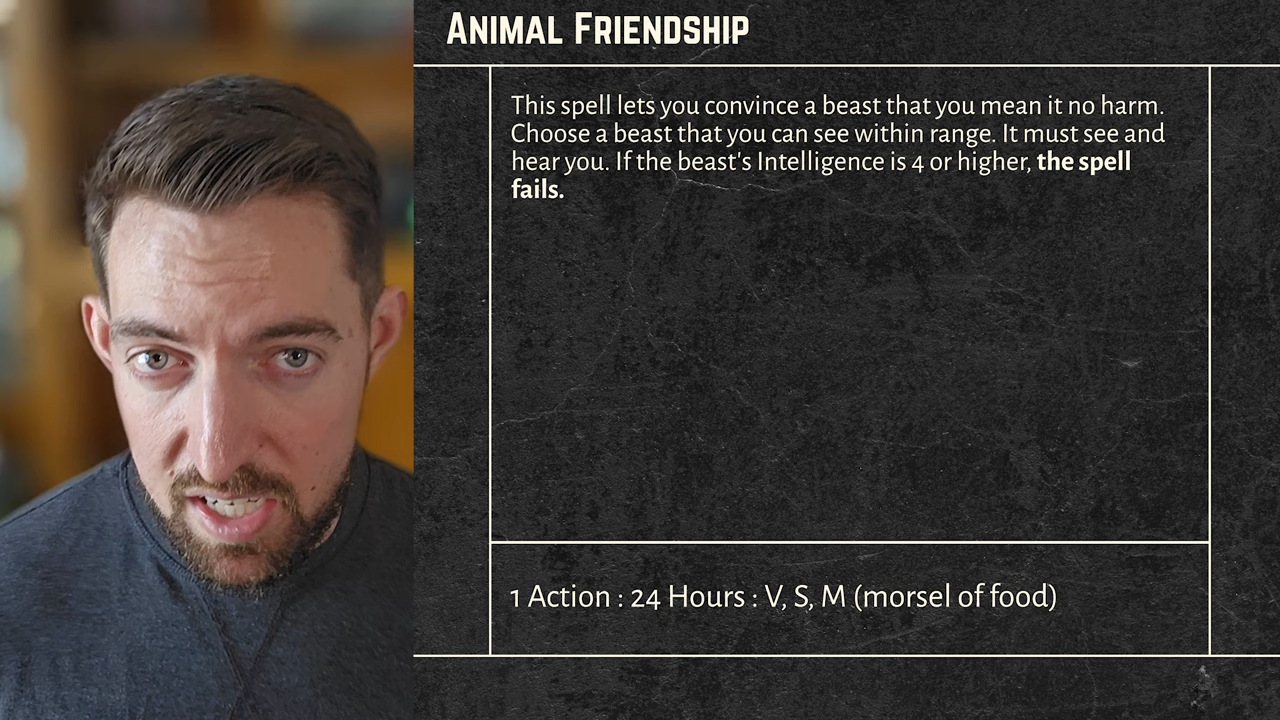 Animal Friendship
This spell lets you convince a beast that you mean it no harm.
Choose a beast that you can see within range. It must see and
hear you. If the beast's Intelligence is 4 or higher, the spell
fails.
1 Action : 24 Hours : V, S, M (morsel of food)